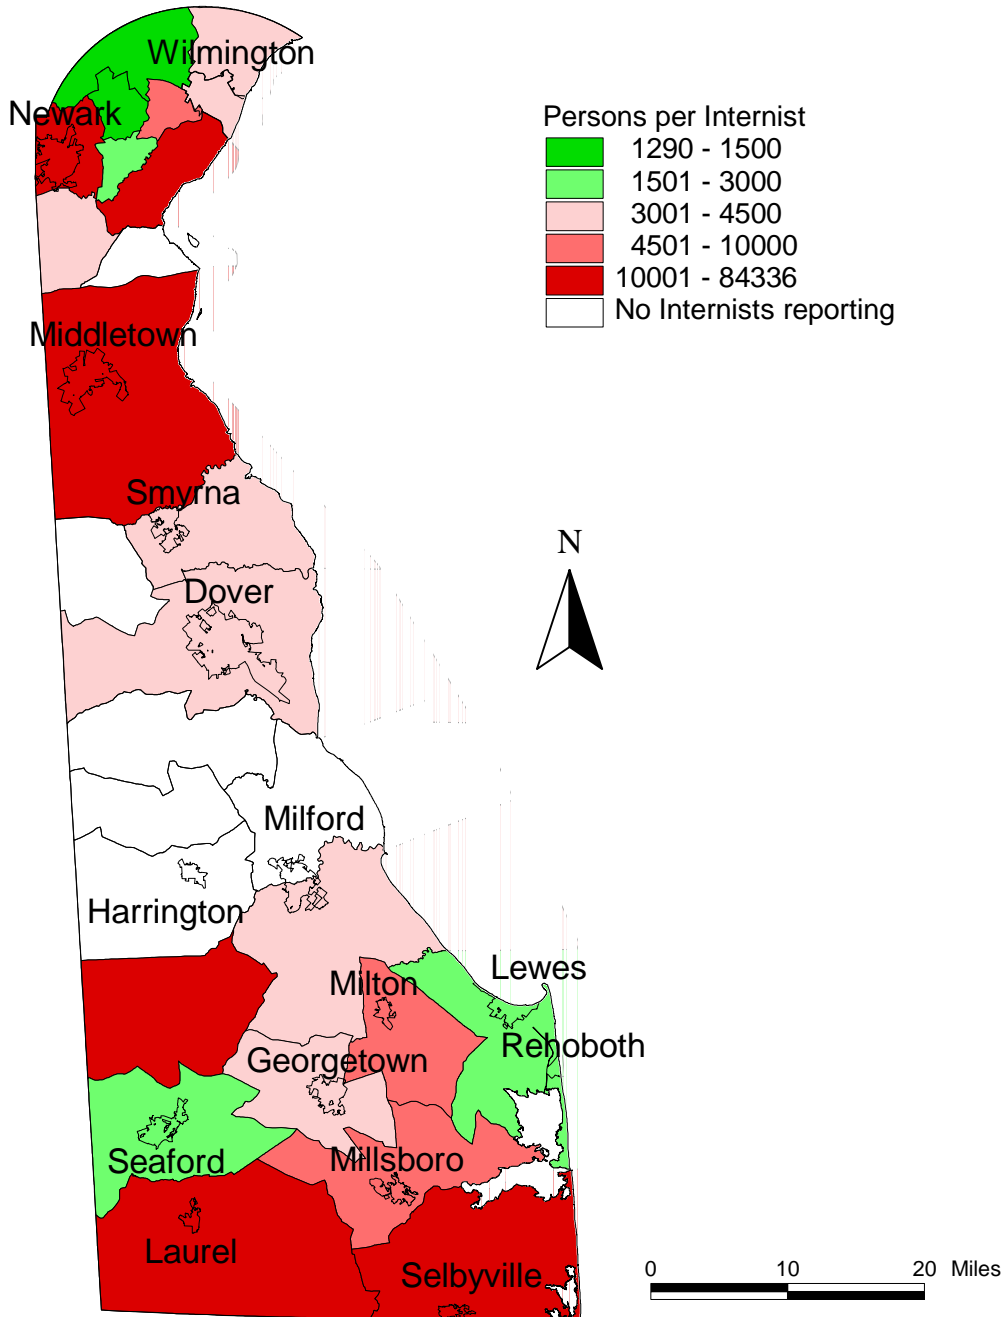 Wilmington
Newark
Persons per Internist
1290 - 1500
1501 - 3000
3001 - 4500
4501 - 10000
10001 - 84336
No Internists reporting
Middletown
Smyrna
N
Dover
Milford
Harrington
Lewes
Milton
Rehoboth
Georgetown
Seaford
Millsboro
Laurel
Selbyville
0 10 20 Miles